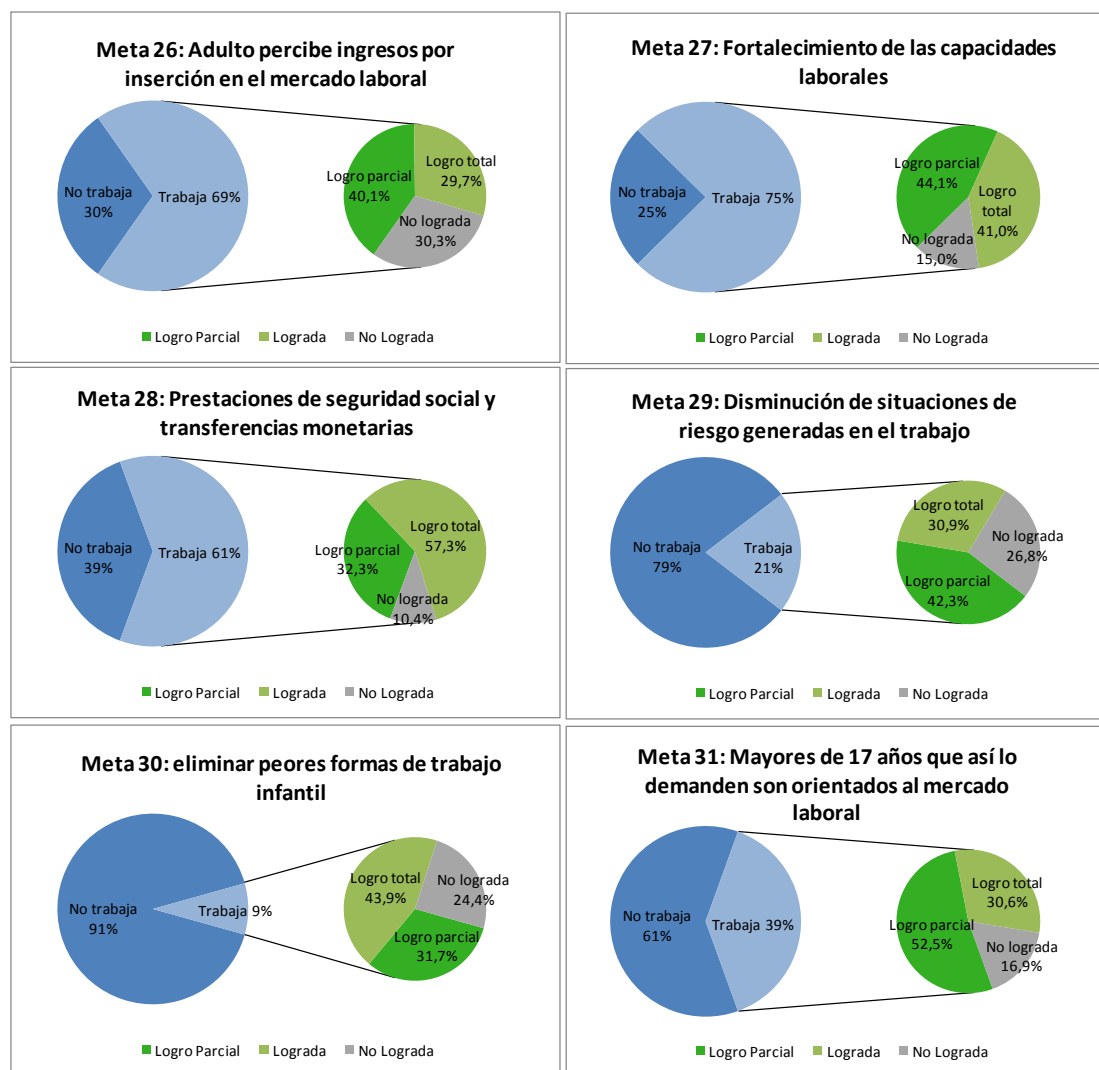 Meta 26: Adulto percibe ingresos por
inserción en el mercado laboral
No trabaja
30%
Trabaja 69%
Logro parcial
40,1%
Logro total
29,7%
No lograda
30,3%
Logro Parcial Lograda No Lograda
Meta 27: Fortalecimiento de las capacidades
laborales
No trabaja
25%
Trabaja 75%
Logro parcial
44,1%
Logro
total
41,0%
No lograda
15,0%
Logro Parcial Lograda No Lograda
Meta 28: Prestaciones de seguridad social y
transferencias monetarias
No trabaja
39%
Trabaja 61%
Logro total
57,3%
Logro parcial
32,3%
No lograda
10,4%
Logro Parcial Lograda No Lograda
Meta 29: Disminución de situaciones de
riesgo generadas en el trabajo
No trabaja
79%
Trabaja
21%
Logro total
30,9%
No lograda
26,8%
Logro parcial
42,3%
Logro Parcial Lograda No Lograda
Meta 30: eliminar peores formas de trabajo
infantil
No trabaja
91%
Trabaja 9%
Logro total
43,9%
No lograda
24,4%
Logro parcial
31,7%
Logro Parcial Lograda No Lograda
Meta 31: Mayores de 17 años que así lo
demanden son orientados al mercado
laboral
No trabaja
61%
Trabaja 39%
Logro parcial
52,5%
Logro total
30,6%
No lograda
16,9%
Logro Parcial Lograda No Lograda